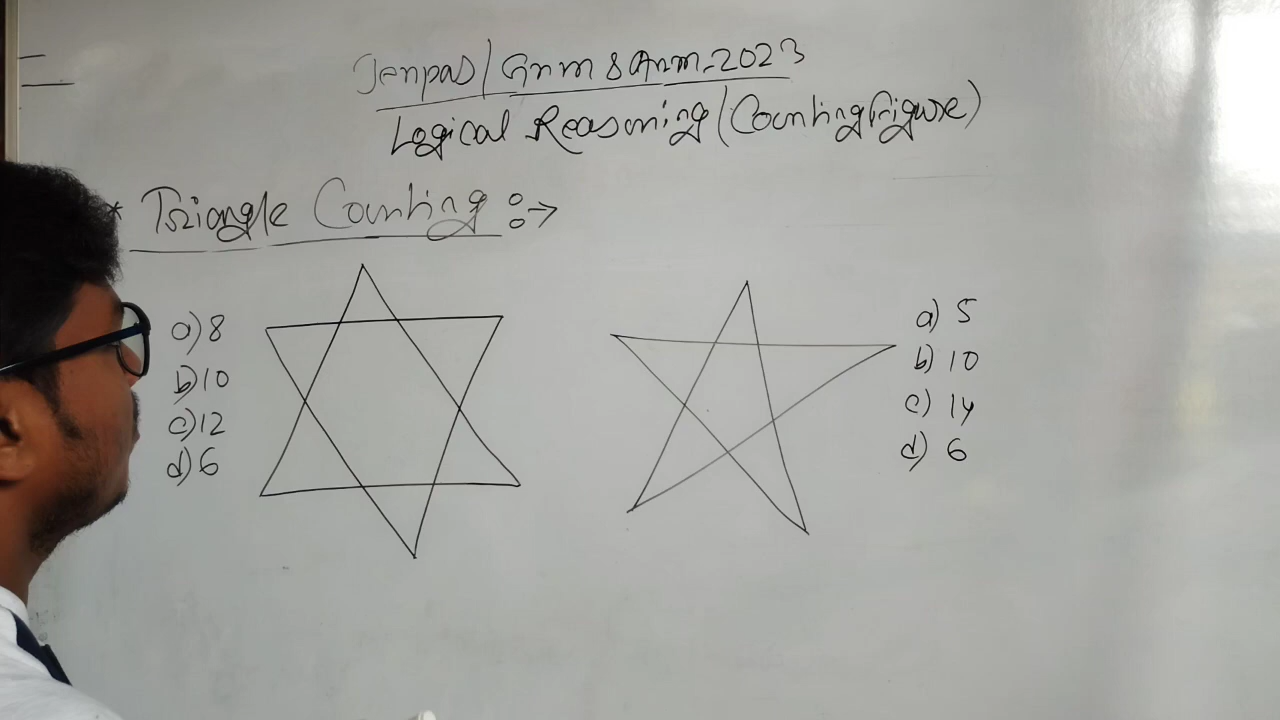 Jenpas/Gnm & Anm-2023
Logical Reasoning (Counting Figure)
* Triangle Counting :→
a) 8
b) 10
c) 12
d) 6
a) 5
b) 10
c) 14
d) 6